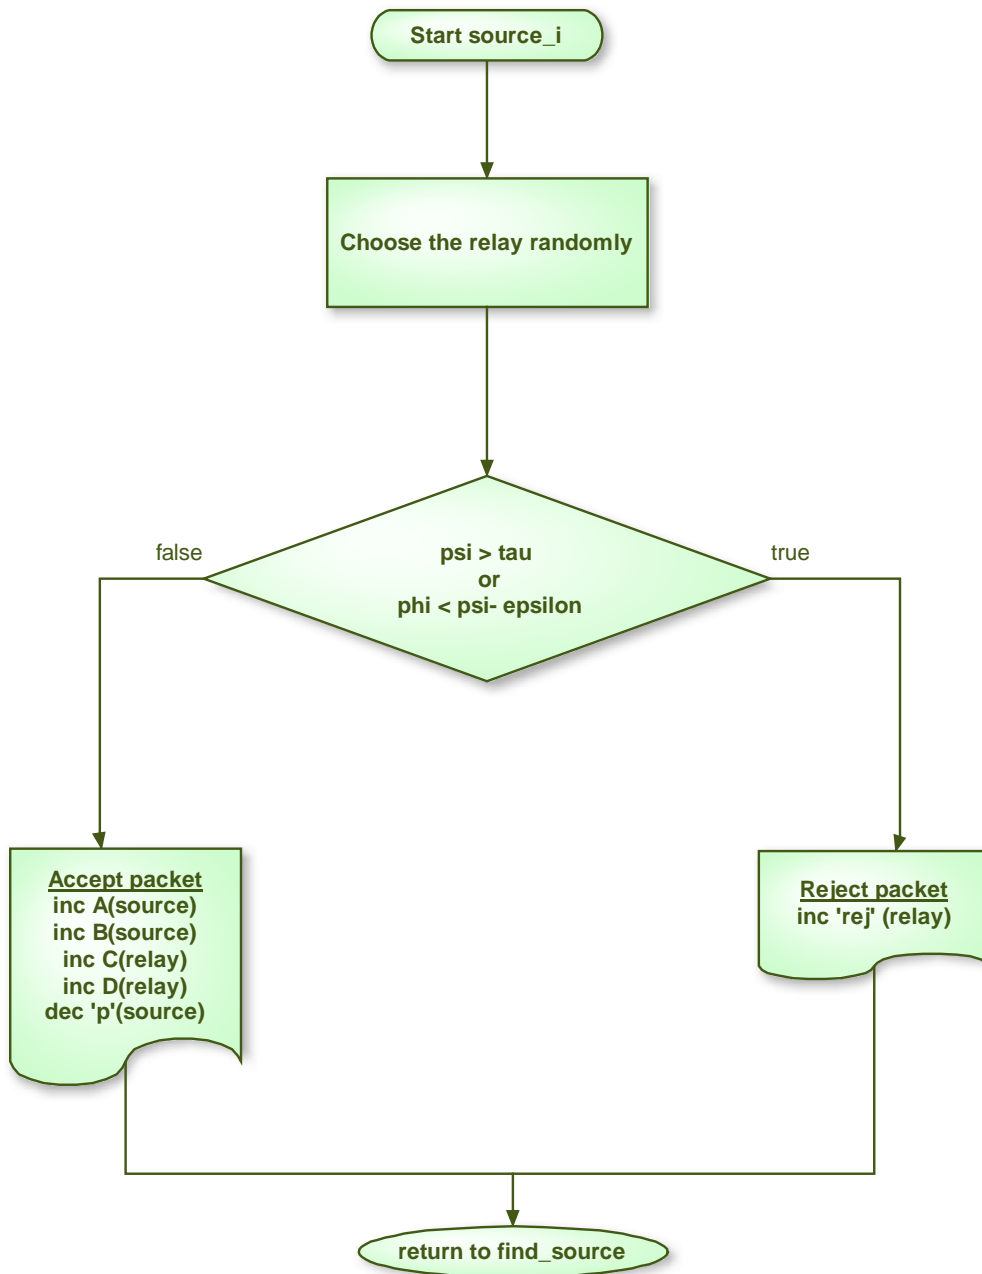 Start source_i
Choose the relay randomly
psi > tau
or
phi < psi- epsilon
false
true
Accept packet
inc A(source)
inc B(source)
inc C(relay)
inc D(relay)
dec 'p'(source)
Reject packet
inc 'rej' (relay)
return to find_source